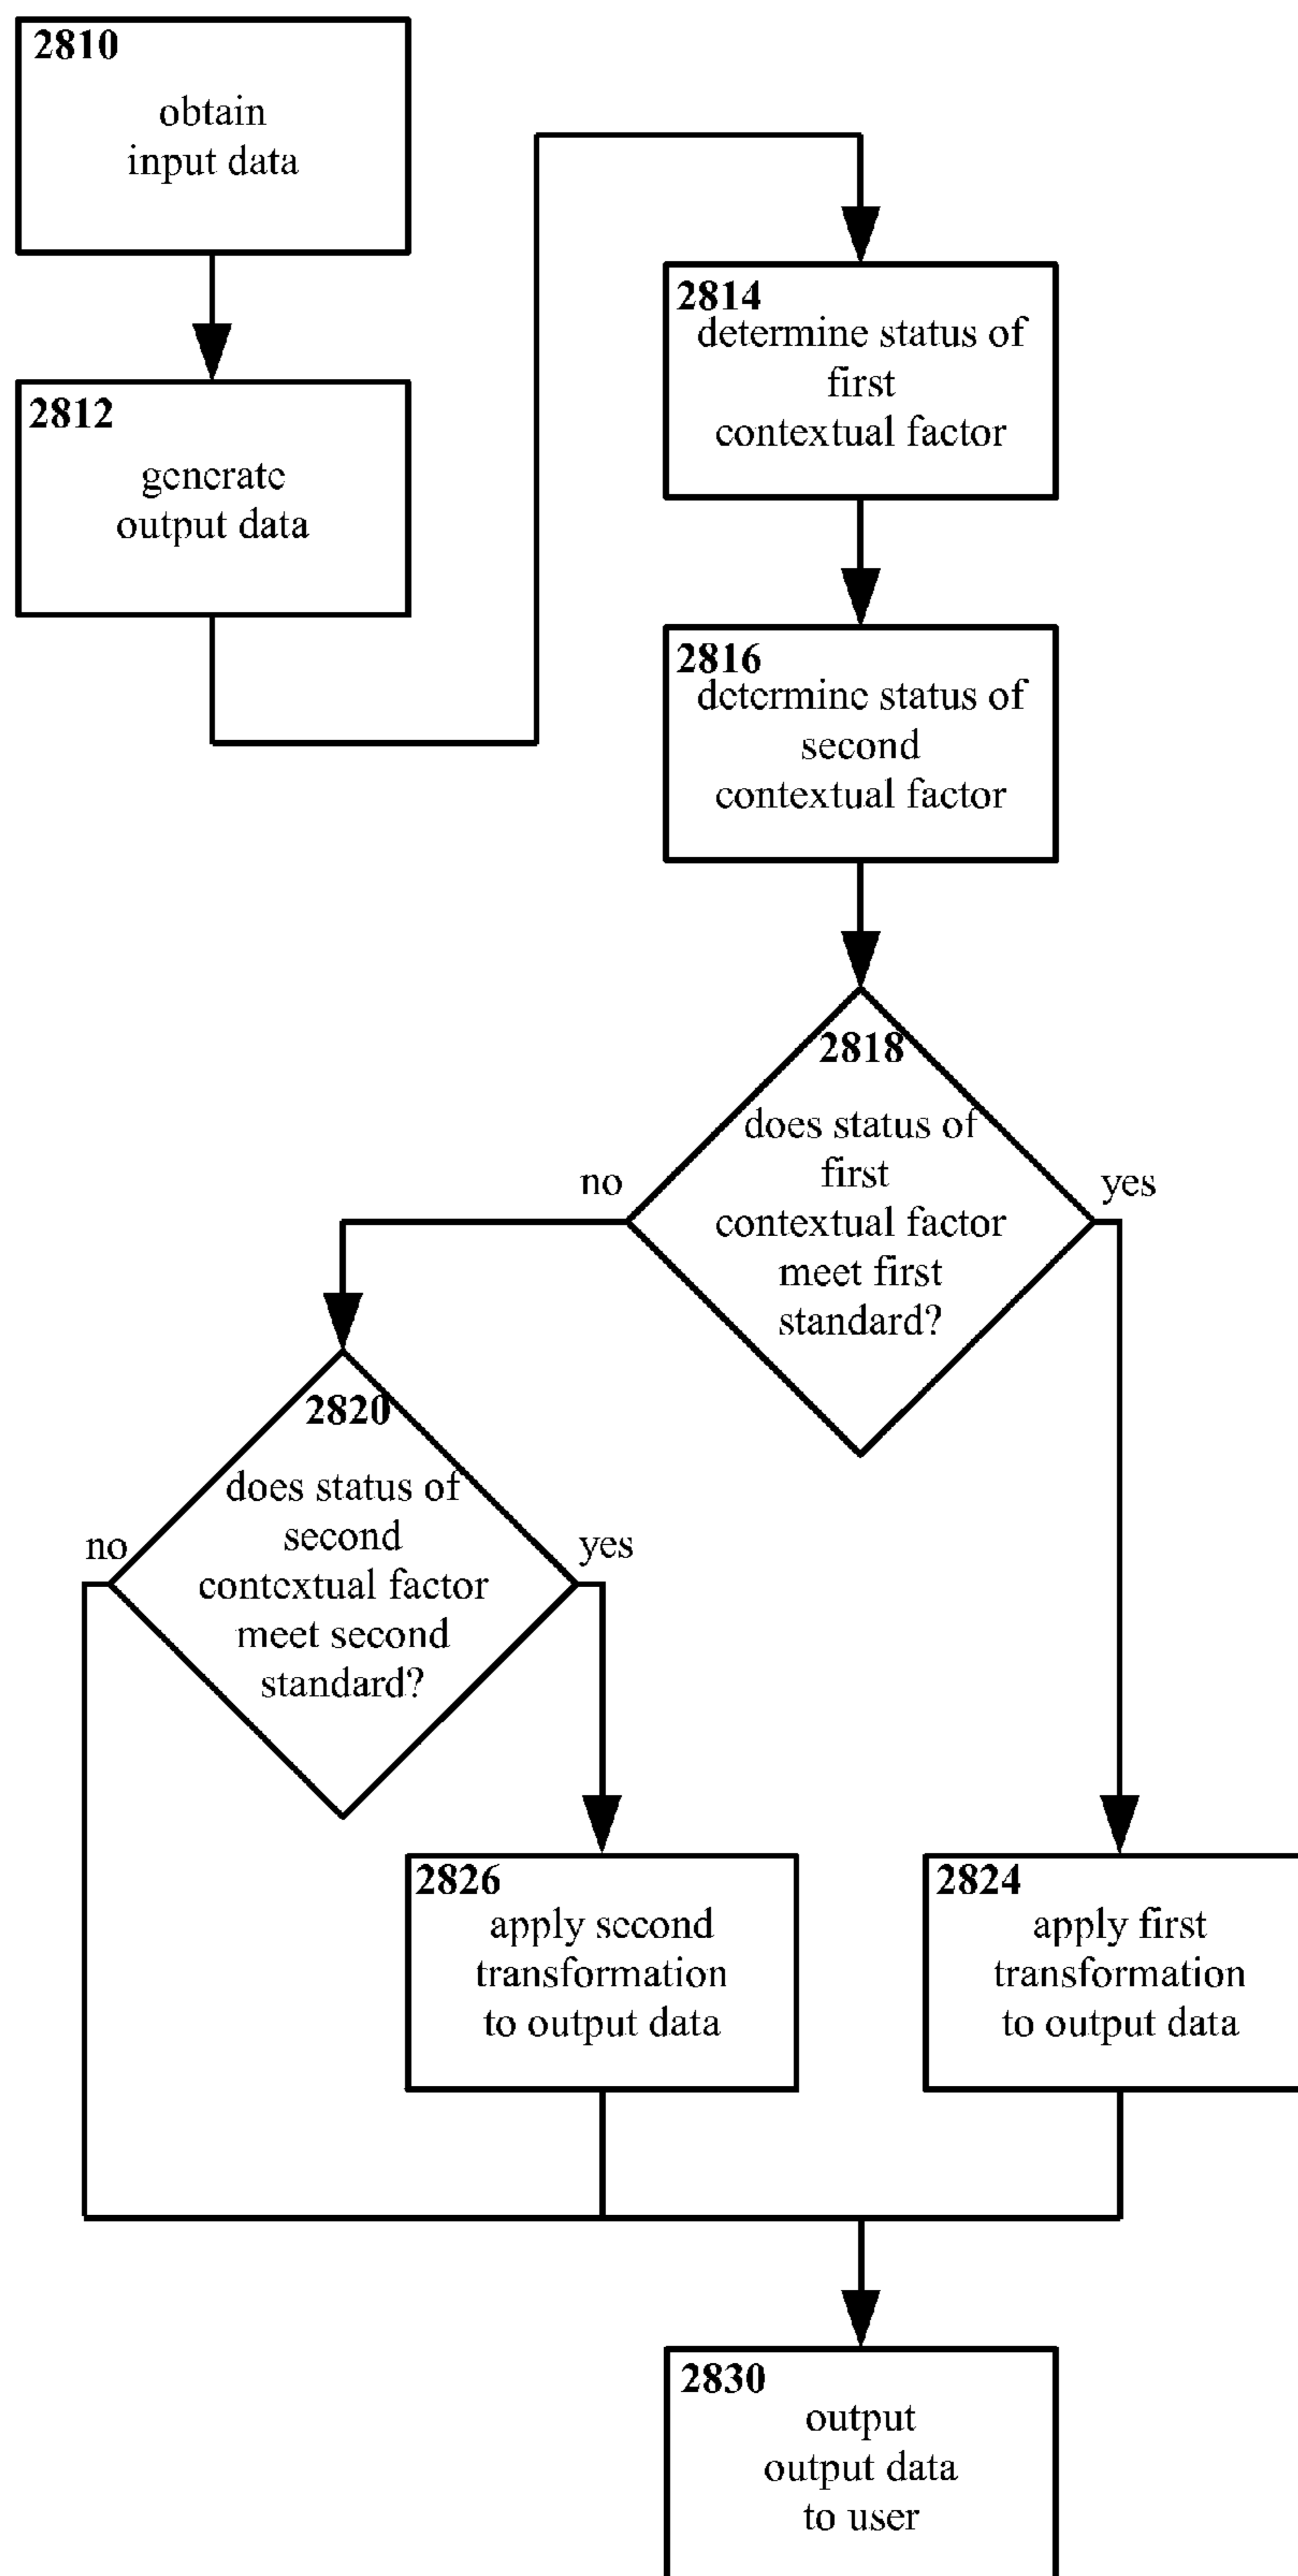 2810
obtain
input data
2812
generate
output data
2814
determine status of
first
contextual factor
2816
determine status of
second
contextual factor
2818
does status of
first
contextual factor
meet first
standard?
no
yes
2820
does status of
second
contextual factor
meet second
standard?
no
yes
2826
apply second
transformation
to output data
2824
apply first
transformation
to output data
2830
output
output data
to user